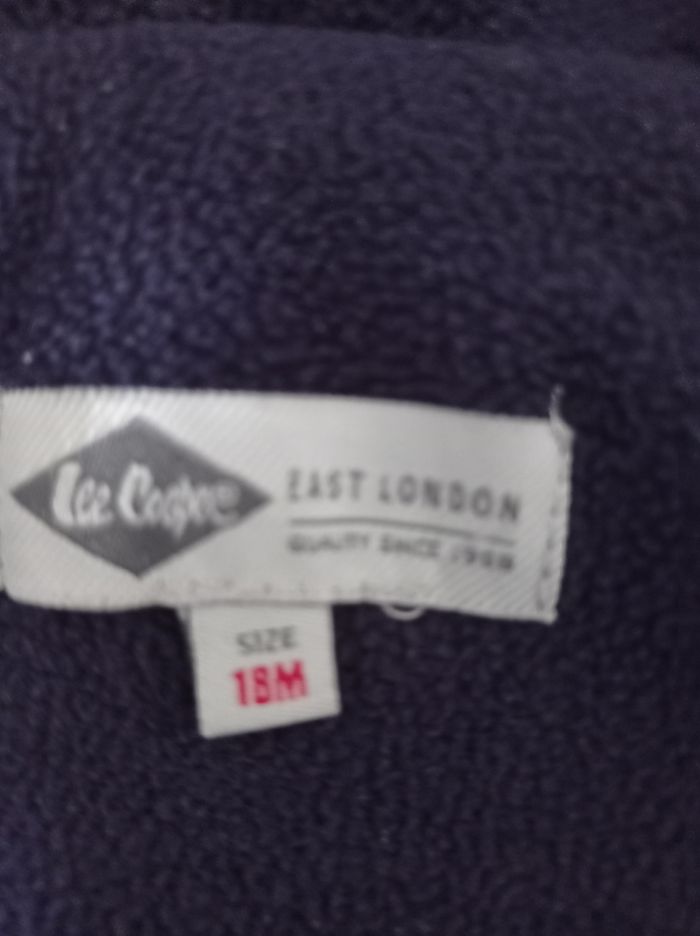 Lee Cooper
EAST LONDON
QUALITY SINCE 1908
SIZE
18M